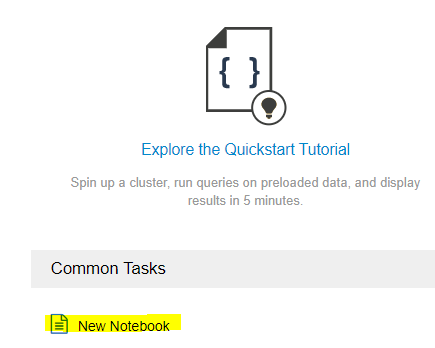 { }
Explore the Quickstart Tutorial
Spin up a cluster, run queries on preloaded data, and display
results in 5 minutes.
Common Tasks
New Notebook